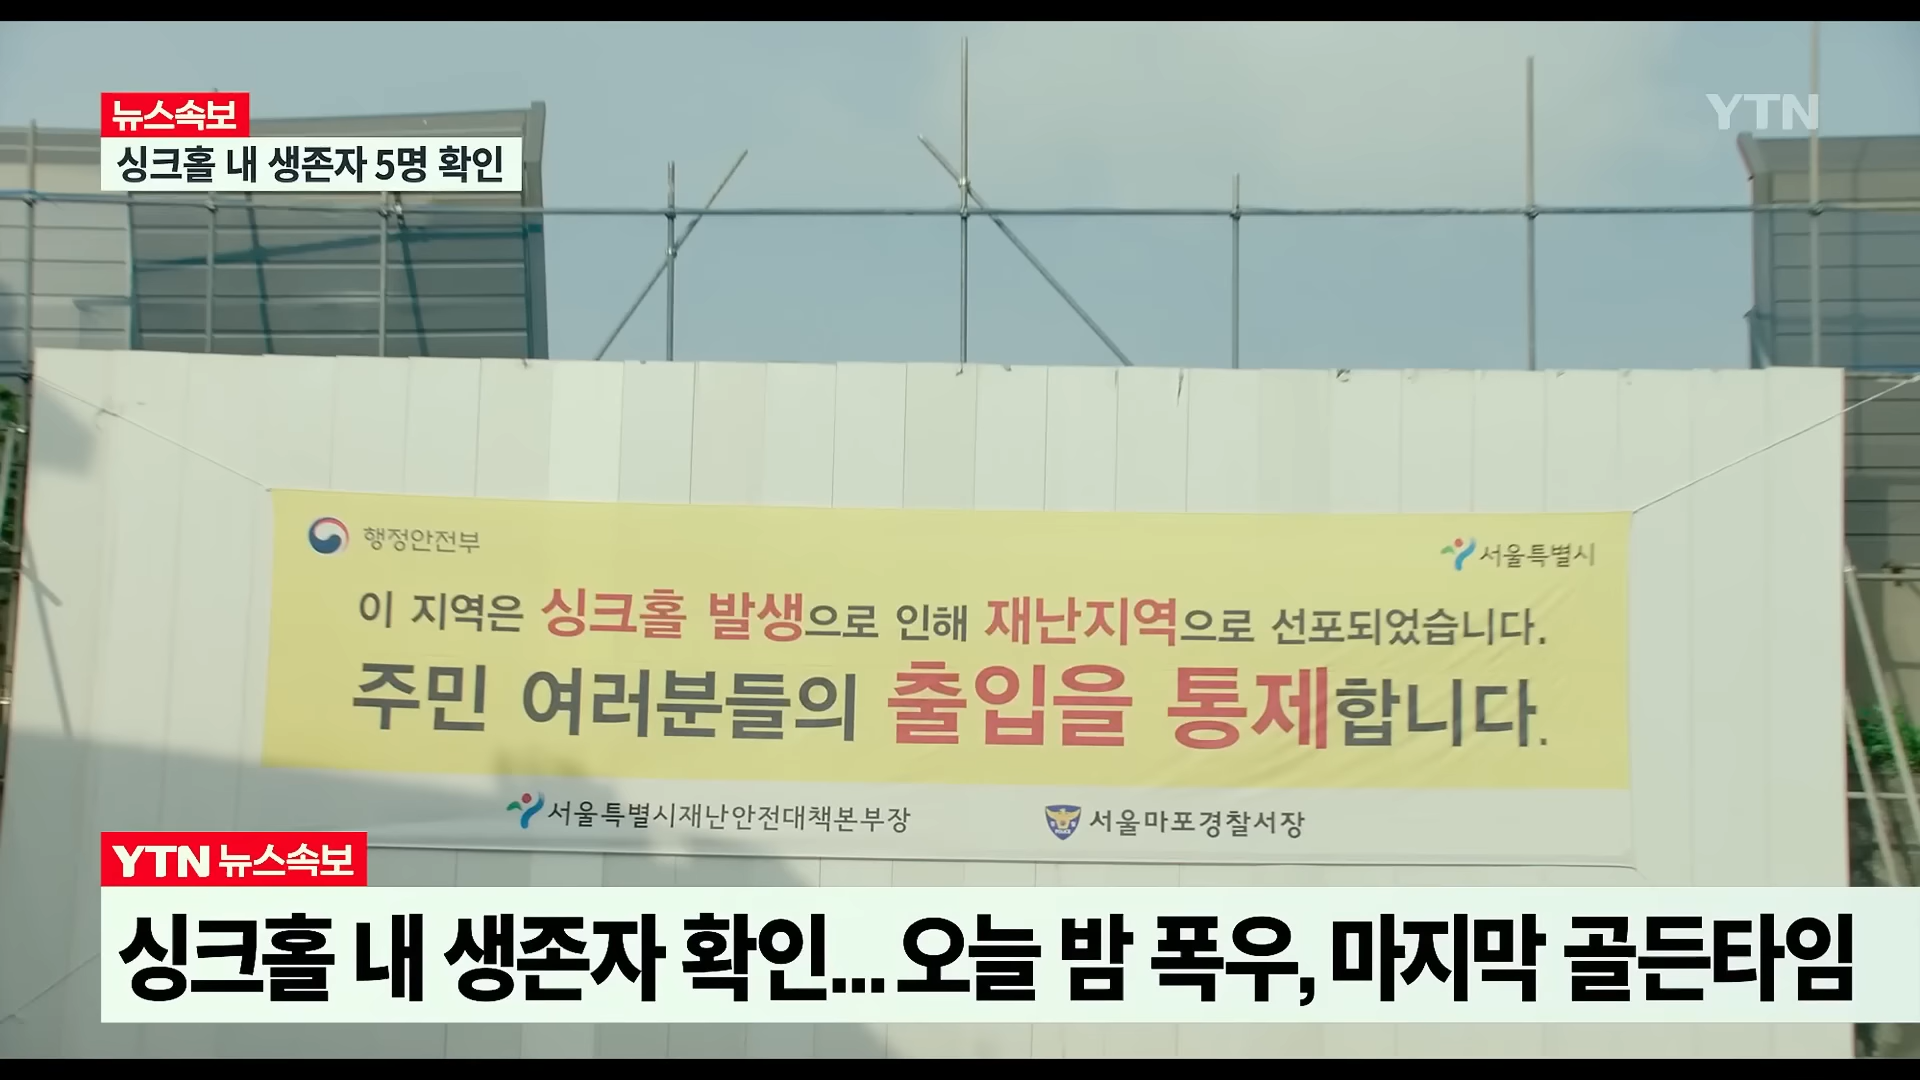 뉴스속보
YTN
싱크홀 내 생존자 5명 확인
행정안전부
서울특별시
이 지역은 싱크홀 발생으로 인해 재난지역으로 선포되었습니다.
주민 여러분들의 출입을 통제합니다.
서울특별시재난안전대책본부장
서울마포경찰서장
YTN 뉴스속보
싱크홀 내 생존자 확인... 오늘 밤 폭우, 마지막 골든타임